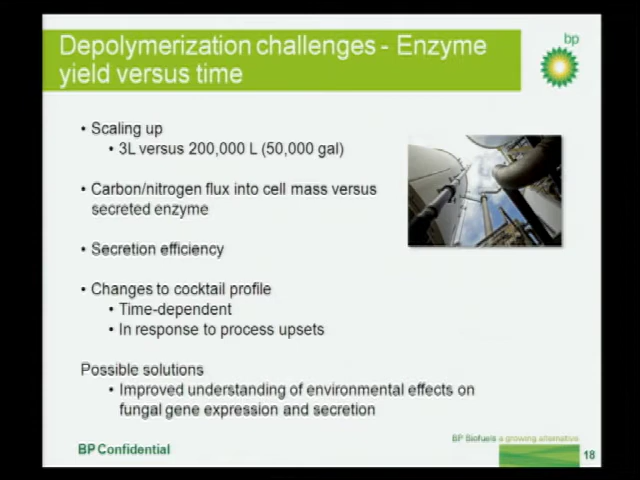 Depolymerization challenges - Enzyme
yield versus time
bp
• Scaling up
• 3L versus 200,000 L (50,000 gal)
• Carbon/nitrogen flux into cell mass versus
secreted enzyme
• Secretion efficiency
• Changes to cocktail profile
• Time-dependent
• In response to process upsets
Possible solutions
• Improved understanding of environmental effects on
fungal gene expression and secretion
BP Confidential
BP Biofuels a growing alternative
18